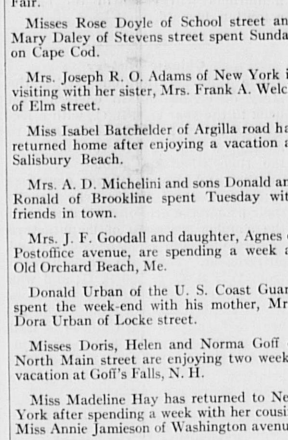 Fair.
Misses Rose Doyle of School street an
Mary Daley of Stevens street spent Sunda
on Cape Cod.
Mrs. Joseph R. O. Adams of New York i
visiting with her sister, Mrs. Frank A. Welc
of Elm street.
Miss Isabel Batchelder of Argilla road ha
returned home after enjoying a vacation a
Salisbury Beach.
Mrs. A. D. Michelini and sons Donald an
Ronald of Brookline spent Tuesday wit
friends in town.
Mrs. J. F. Goodall and daughter, Agnes
Postoffice avenue, are spending a week a
Old Orchard Beach, Me.
Donald Urban of the U. S. Coast Guar
spent the week-end with his mother, Mr
Dora Urban of Locke street.
Misses Doris, Helen and Norma Goff
North Main street are enjoying two week
vacation at Goff's Falls, N. H.
Miss Madeline Hay has returned to Ne
York after spending a week with her cousi
Miss Annie Jamieson of Washington avenu